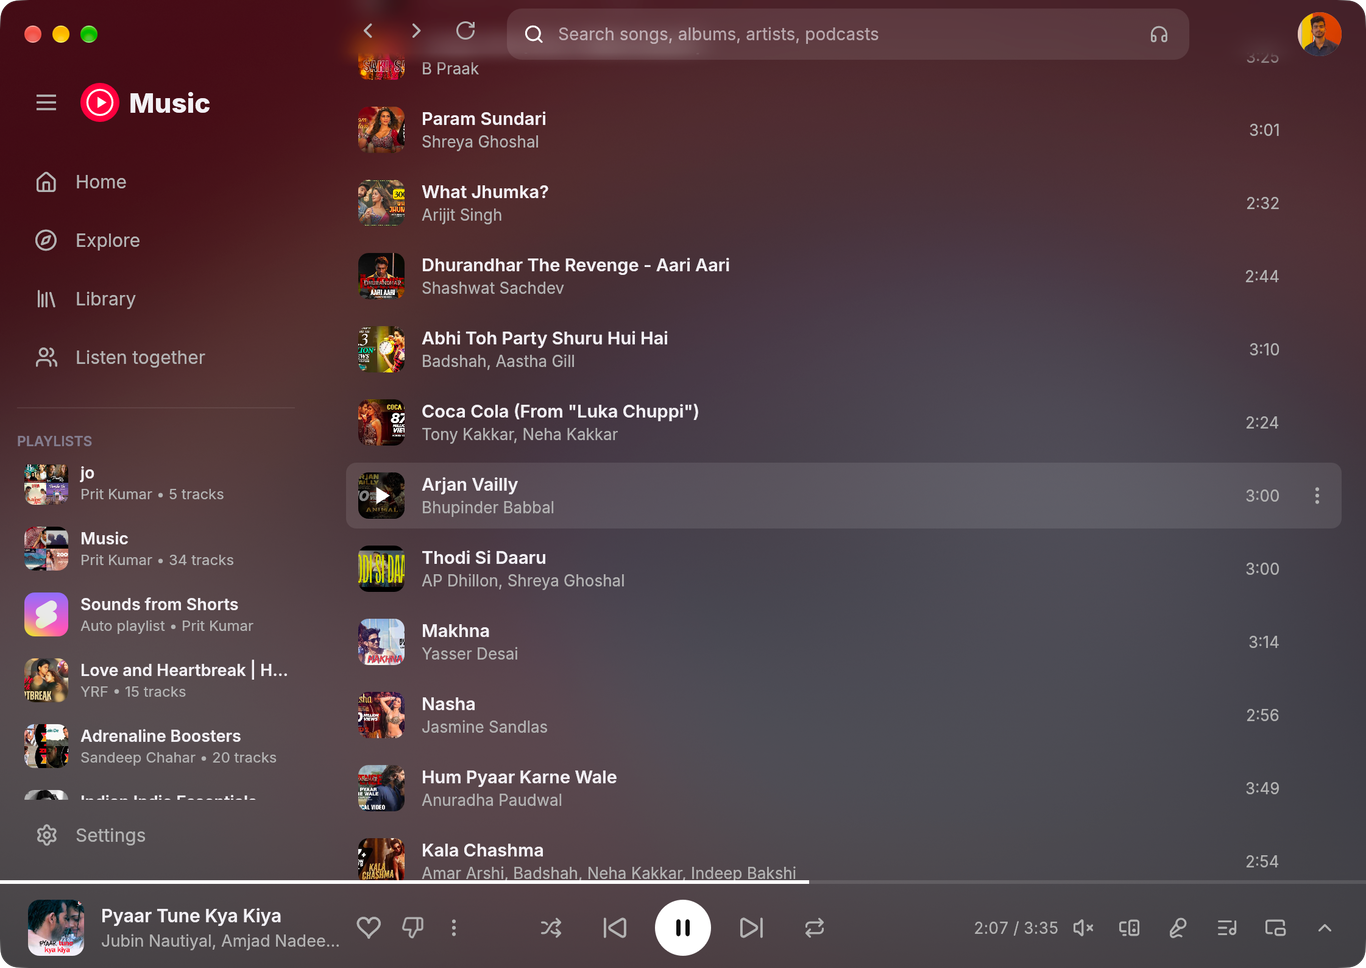 Search songs, albums, artists, podcasts
Music
Home
Explore
Library
Listen together
PLAYLISTS
jo
Prit Kumar • 5 tracks
Music
Prit Kumar • 34 tracks
Sounds from Shorts
Auto playlist • Prit Kumar
Love and Heartbreak | H...
YRF • 15 tracks
Adrenaline Boosters
Sandeep Chahar • 20 tracks
Indian Indie Essentials
Settings
B Praak
3:25
Param Sundari
Shreya Ghoshal
3:01
What Jhumka?
Arijit Singh
2:32
Dhurandhar The Revenge - Aari Aari
Shashwat Sachdev
2:44
Abhi Toh Party Shuru Hui Hai
Badshah, Aastha Gill
3:10
Coca Cola (From "Luka Chuppi")
Tony Kakkar, Neha Kakkar
2:24
Arjan Vailly
Bhupinder Babbal
3:00
Thodi Si Daaru
AP Dhillon, Shreya Ghoshal
3:00
Makhna
Yasser Desai
3:14
Nasha
Jasmine Sandlas
2:56
Hum Pyaar Karne Wale
Anuradha Paudwal
3:49
Kala Chashma
Amar Arshi, Badshah, Neha Kakkar, Indeep Bakshi
2:54
Pyaar Tune Kya Kiya
Jubin Nautiyal, Amjad Nadee...
2:07 / 3:35